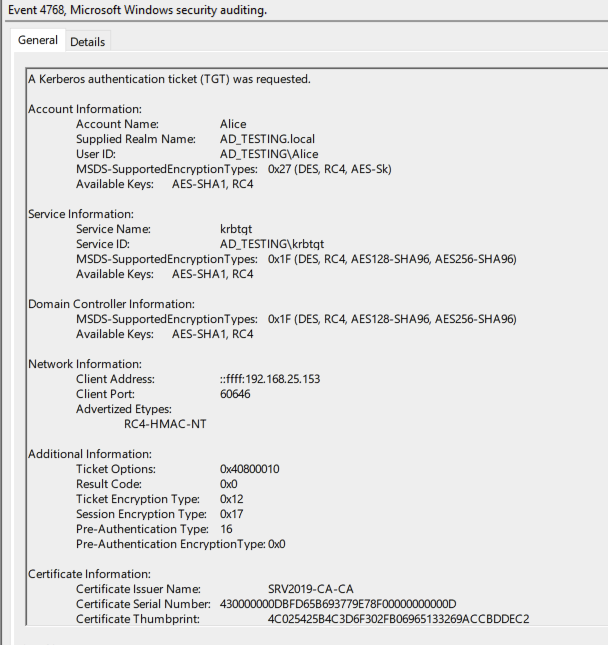 Event 4768, Microsoft Windows security auditing.
General Details
A Kerberos authentication ticket (TGT) was requested.
Account Information:
Account Name: Alice
Supplied Realm Name: AD_TESTING.local
User ID: AD_TESTING\Alice
MSDS-SupportedEncryptionTypes: 0x27 (DES, RC4, AES-Sk)
Available Keys: AES-SHA1, RC4
Service Information:
Service Name: krbtgt
Service ID: AD_TESTING\krbtgt
MSDS-SupportedEncryptionTypes: 0x1F (DES, RC4, AES128-SHA96, AES256-SHA96)
Available Keys: AES-SHA1, RC4
Domain Controller Information:
MSDS-SupportedEncryptionTypes: 0x1F (DES, RC4, AES128-SHA96, AES256-SHA96)
Available Keys: AES-SHA1, RC4
Network Information:
Client Address: ::ffff:192.168.25.153
Client Port: 60646
Advertized Etypes:
RC4-HMAC-NT
Additional Information:
Ticket Options: 0x40800010
Result Code: 0x0
Ticket Encryption Type: 0x12
Session Encryption Type: 0x17
Pre-Authentication Type: 16
Pre-Authentication EncryptionType: 0x0
Certificate Information:
Certificate Issuer Name: SRV2019-CA-CA
Certificate Serial Number: 430000000DBFD65B693779E78F00000000000D
Certificate Thumbprint: 4C025425B4C3D6F302FB06965133269ACCBDDEC2